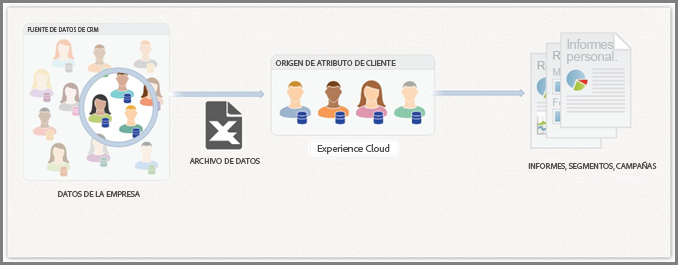 FUENTE DE DATOS DE CRM
ORIGEN DE ATRIBUTO DE CLIENTE
Informes
personal.
R
R
M
Fe
ARCHIVO DE DATOS
Experience Cloud
INFORMES, SEGMENTOS, CAMPAÑAS
DATOS DE LA EMPRESA